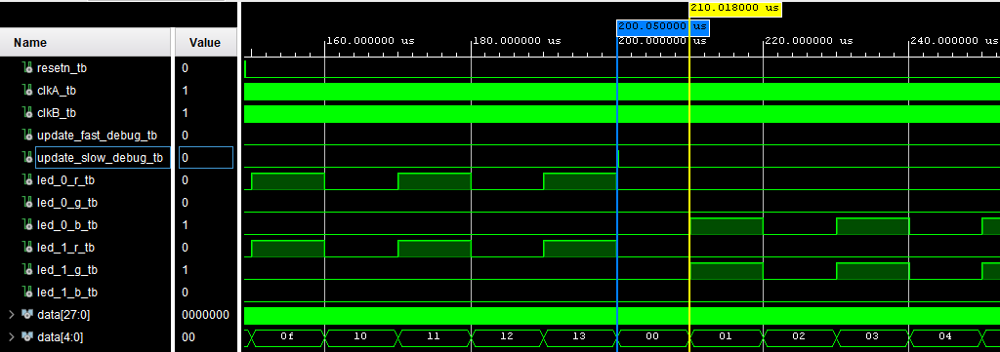 210.018000 us
200.050000 us
Name Value
160.000000 us 180.000000 us 200.000000 us 220.000000 us 240.000000 us
resetn_tb 0
clkA_tb 1
clkB_tb 1
update_fast_debug_tb 0
update_slow_debug_tb 0
led_0_r_tb 0
led_0_g_tb 0
led_0_b_tb 1
led_1_r_tb 0
led_1_g_tb 1
led_1_b_tb 0
data[27:0] 0000000
data[4:0] 00 0f 10 11 12 13 00 01 02 03 04